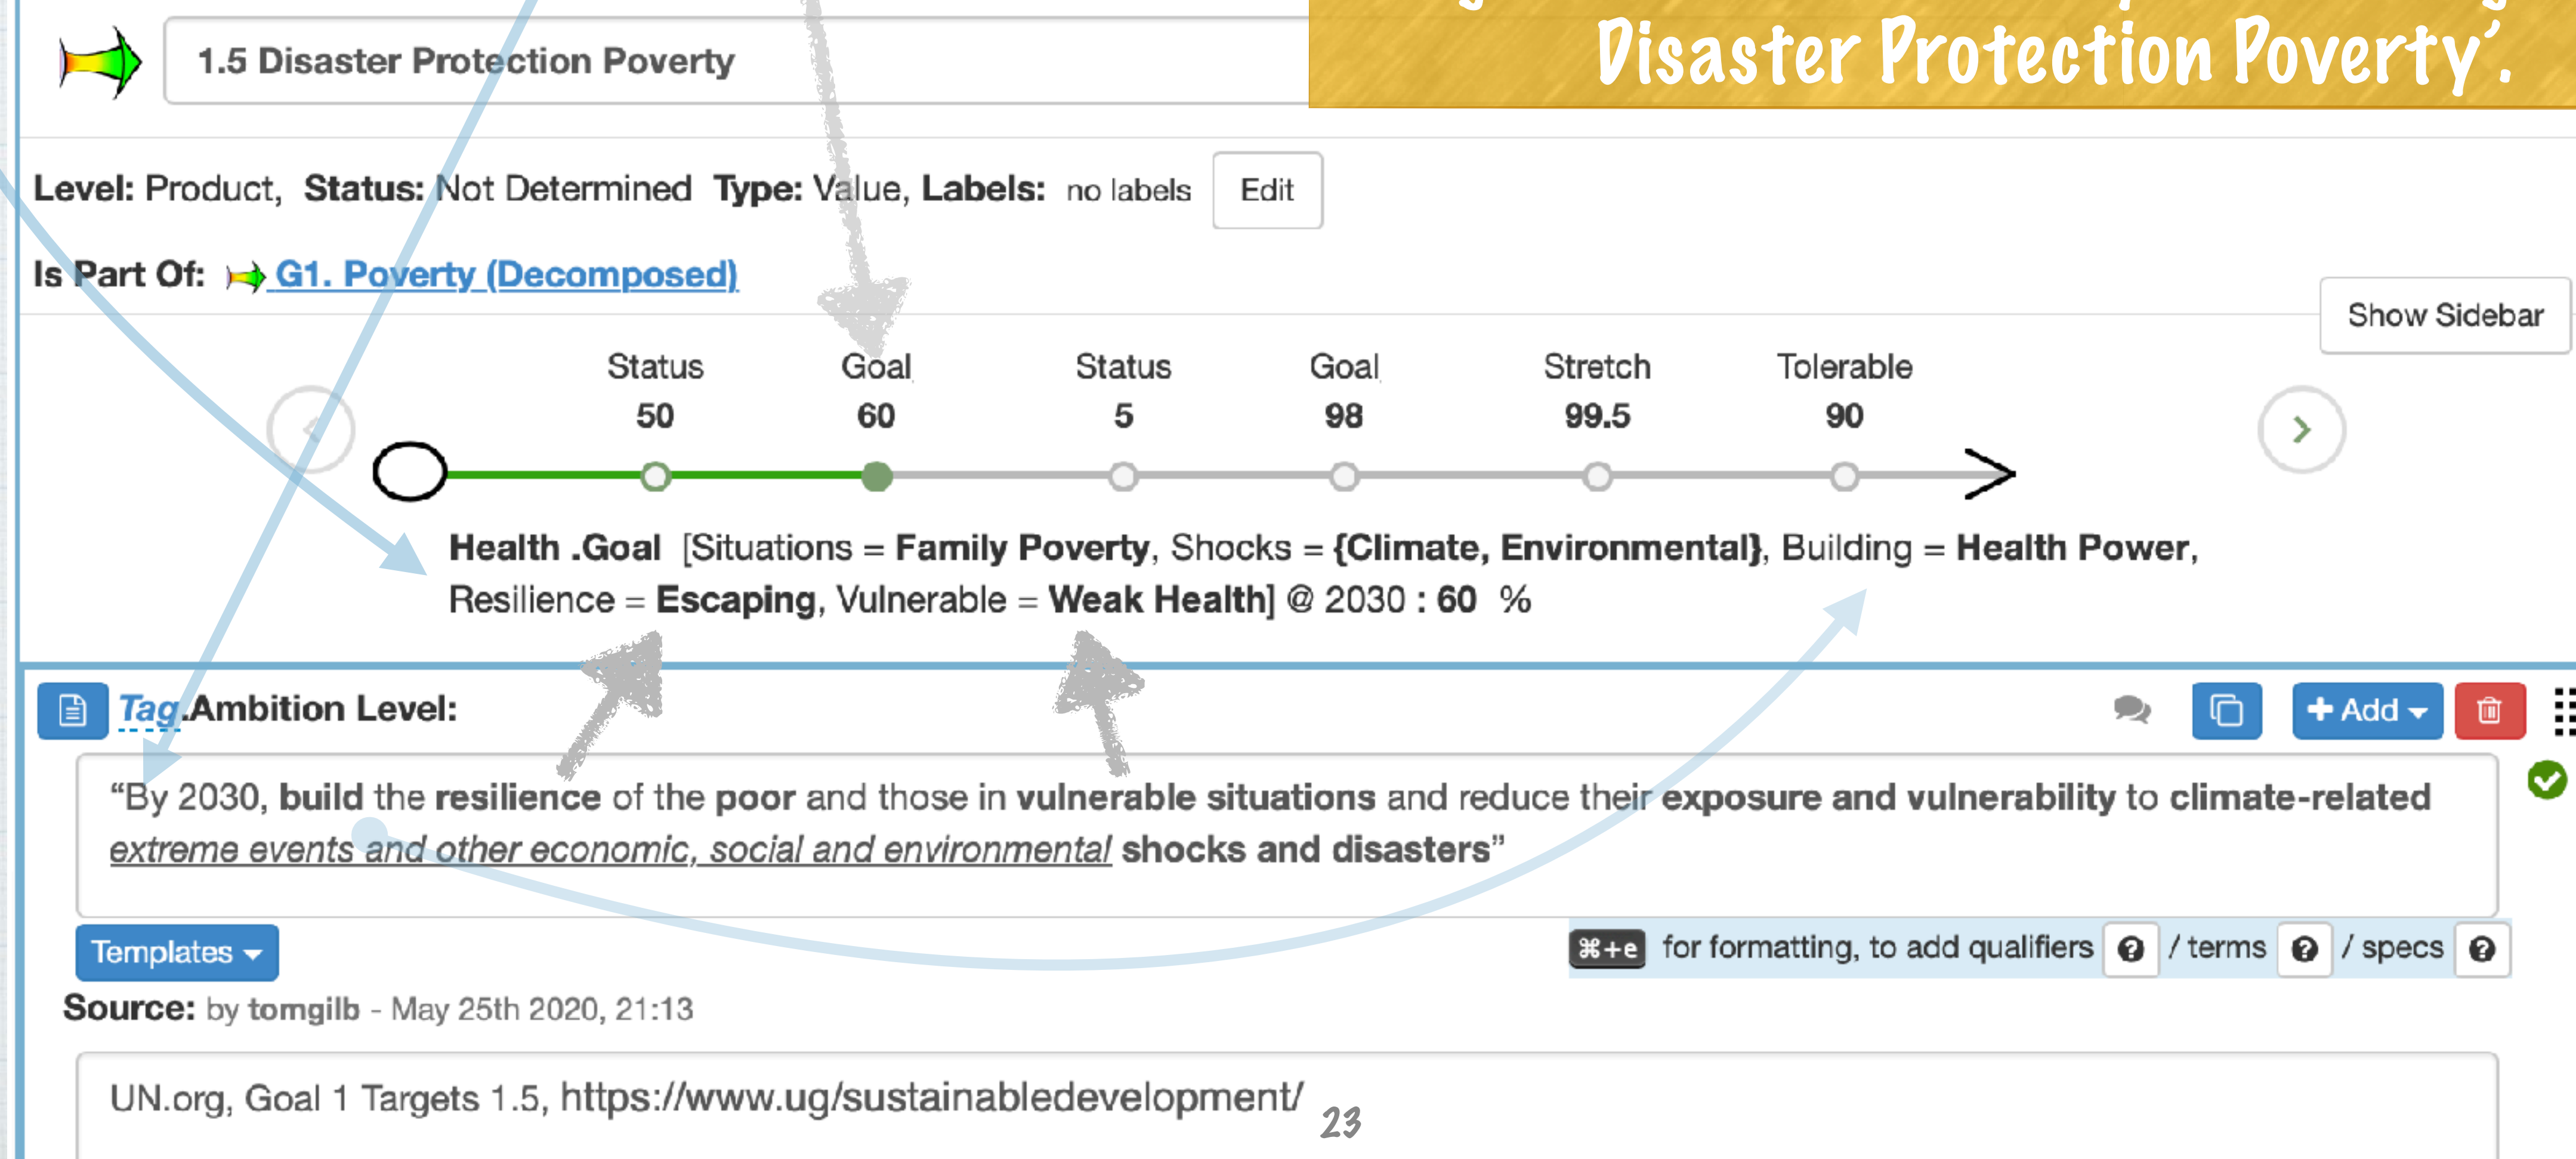 Disaster Protection Poverty'.
1.5 Disaster Protection Poverty
Level: Product, Status: Not Determined Type: Value, Labels: no labels Edit
Is Part Of: G1. Poverty (Decomposed)
Show Sidebar
Status Goal Status Goal Stretch Tolerable
50 60 5 98 99.5 90
Health .Goal [Situations = Family Poverty, Shocks = {Climate, Environmental}, Building = Health Power,
Resilience = Escaping, Vulnerable = Weak Health] @ 2030 : 60 %
Tag.Ambition Level:
+ Add
“By 2030, build the resilience of the poor and those in vulnerable situations and reduce their exposure and vulnerability to climate-related
extreme events and other economic, social and environmental shocks and disasters”
Templates
⌘+e for formatting, to add qualifiers ? / terms ? / specs ?
Source: by tomgilb - May 25th 2020, 21:13
UN.org, Goal 1 Targets 1.5, https://www.ug/sustainabledevelopment/
23